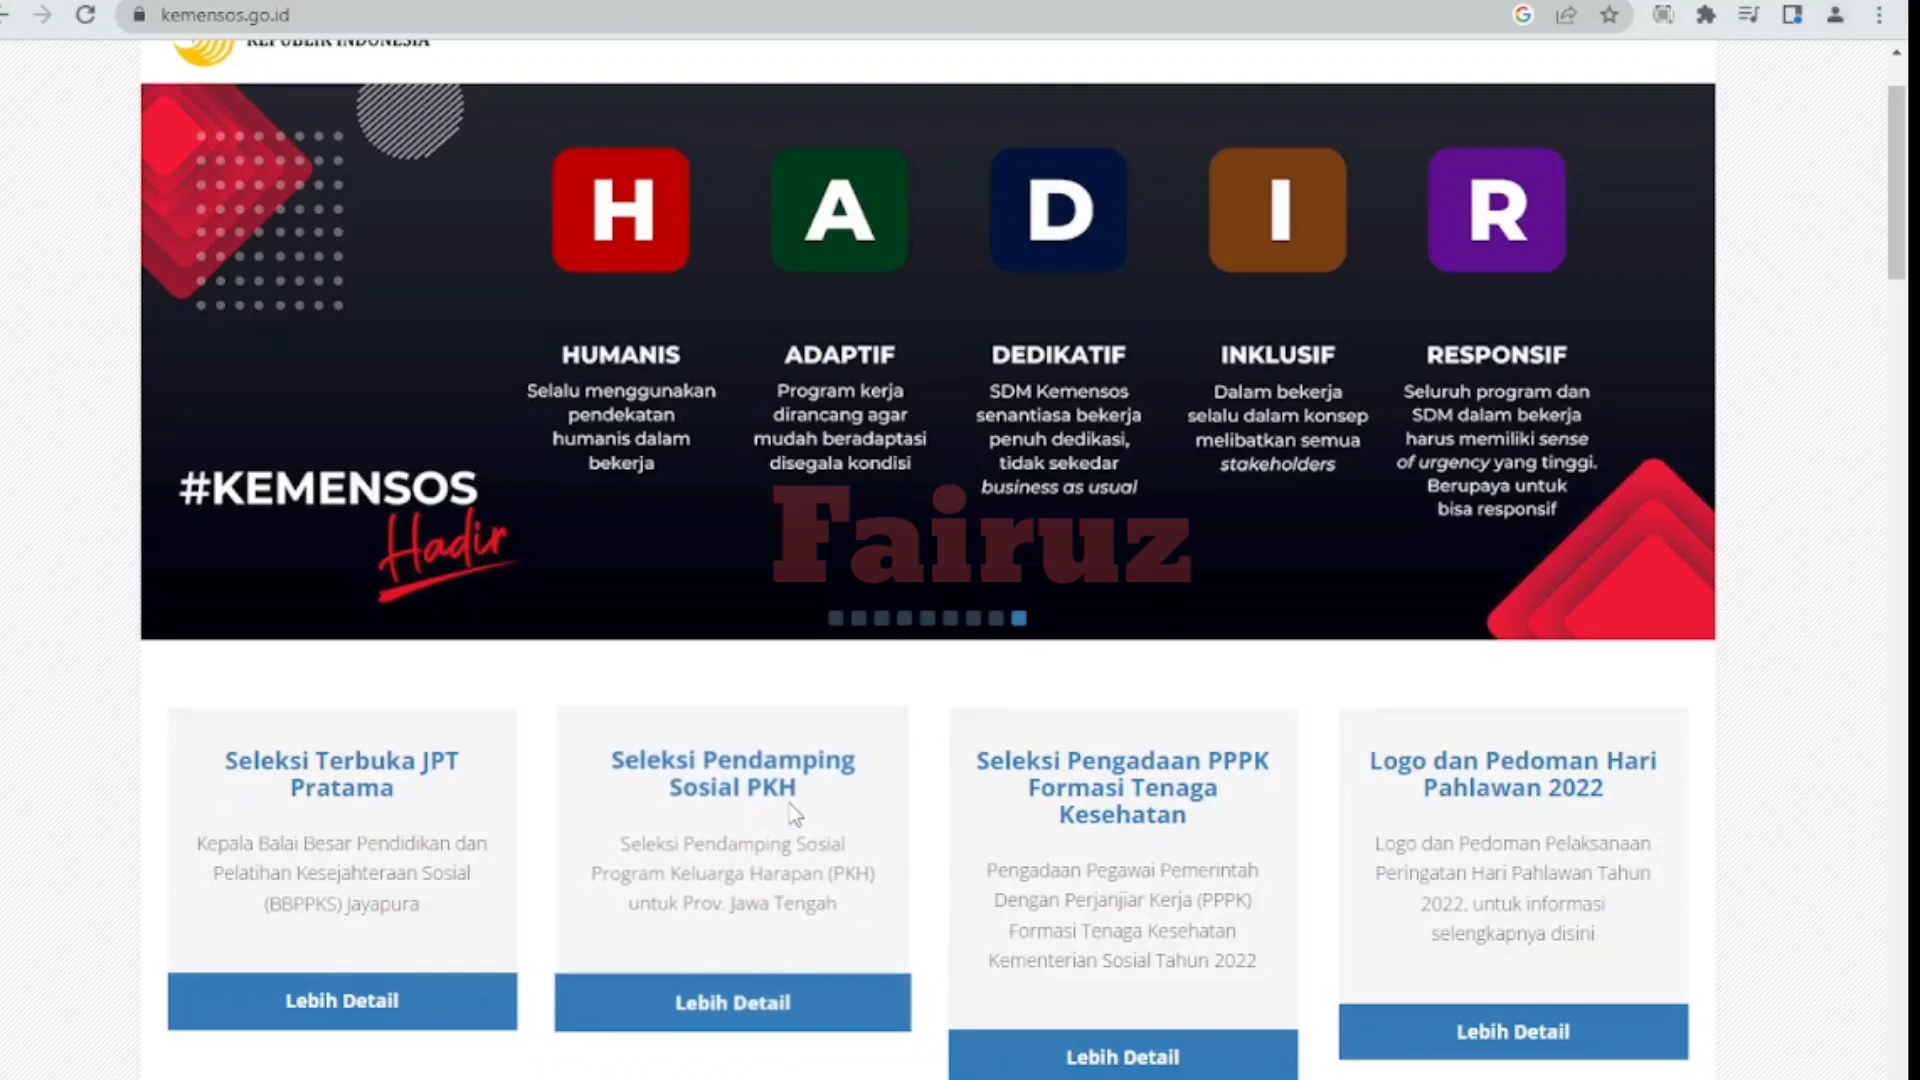 kemensos.go.id
REPUBLIK INDONESIA
H A D I R
HUMANIS
Selalu menggunakan
pendekatan
humanis dalam
bekerja
ADAPTIF
Program kerja
dirancang agar
mudah beradaptasi
disegala kondisi
DEDIKATIF
SDM Kemensos
senantiasa bekerja
penuh dedikasi,
tidak sekedar
business as usual
INKLUSIF
Dalam bekerja
selalu dalam konsep
melibatkan semua
stakeholders
RESPONSIF
Seluruh program dan
SDM dalam bekerja
harus memiliki sense
of urgency yang tinggi.
Berupaya untuk
bisa responsif
#KEMENSOS
Hadir
Fairuz
Seleksi Terbuka JPT
Pratama
Kepala Balai Besar Pendidikan dan
Pelatihan Kesejahteraan Sosial
(BBPPKS) Jayapura
Lebih Detail
Seleksi Pendamping
Sosial PKH
Seleksi Pendamping Sosial
Program Keluarga Harapan (PKH)
untuk Prov. Jawa Tengah
Lebih Detail
Seleksi Pengadaan PPPK
Formasi Tenaga
Kesehatan
Pengadaan Pegawai Pemerintah
Dengan Perjanjiar Kerja (PPPK)
Formasi Tenaga Kesehatan
Kementerian Sosial Tahun 2022
Lebih Detail
Logo dan Pedoman Hari
Pahlawan 2022
Logo dan Pedoman Pelaksanaan
Peringatan Hari Pahlawan Tahun
2022, untuk informasi
selengkapnya disini
Lebih Detail